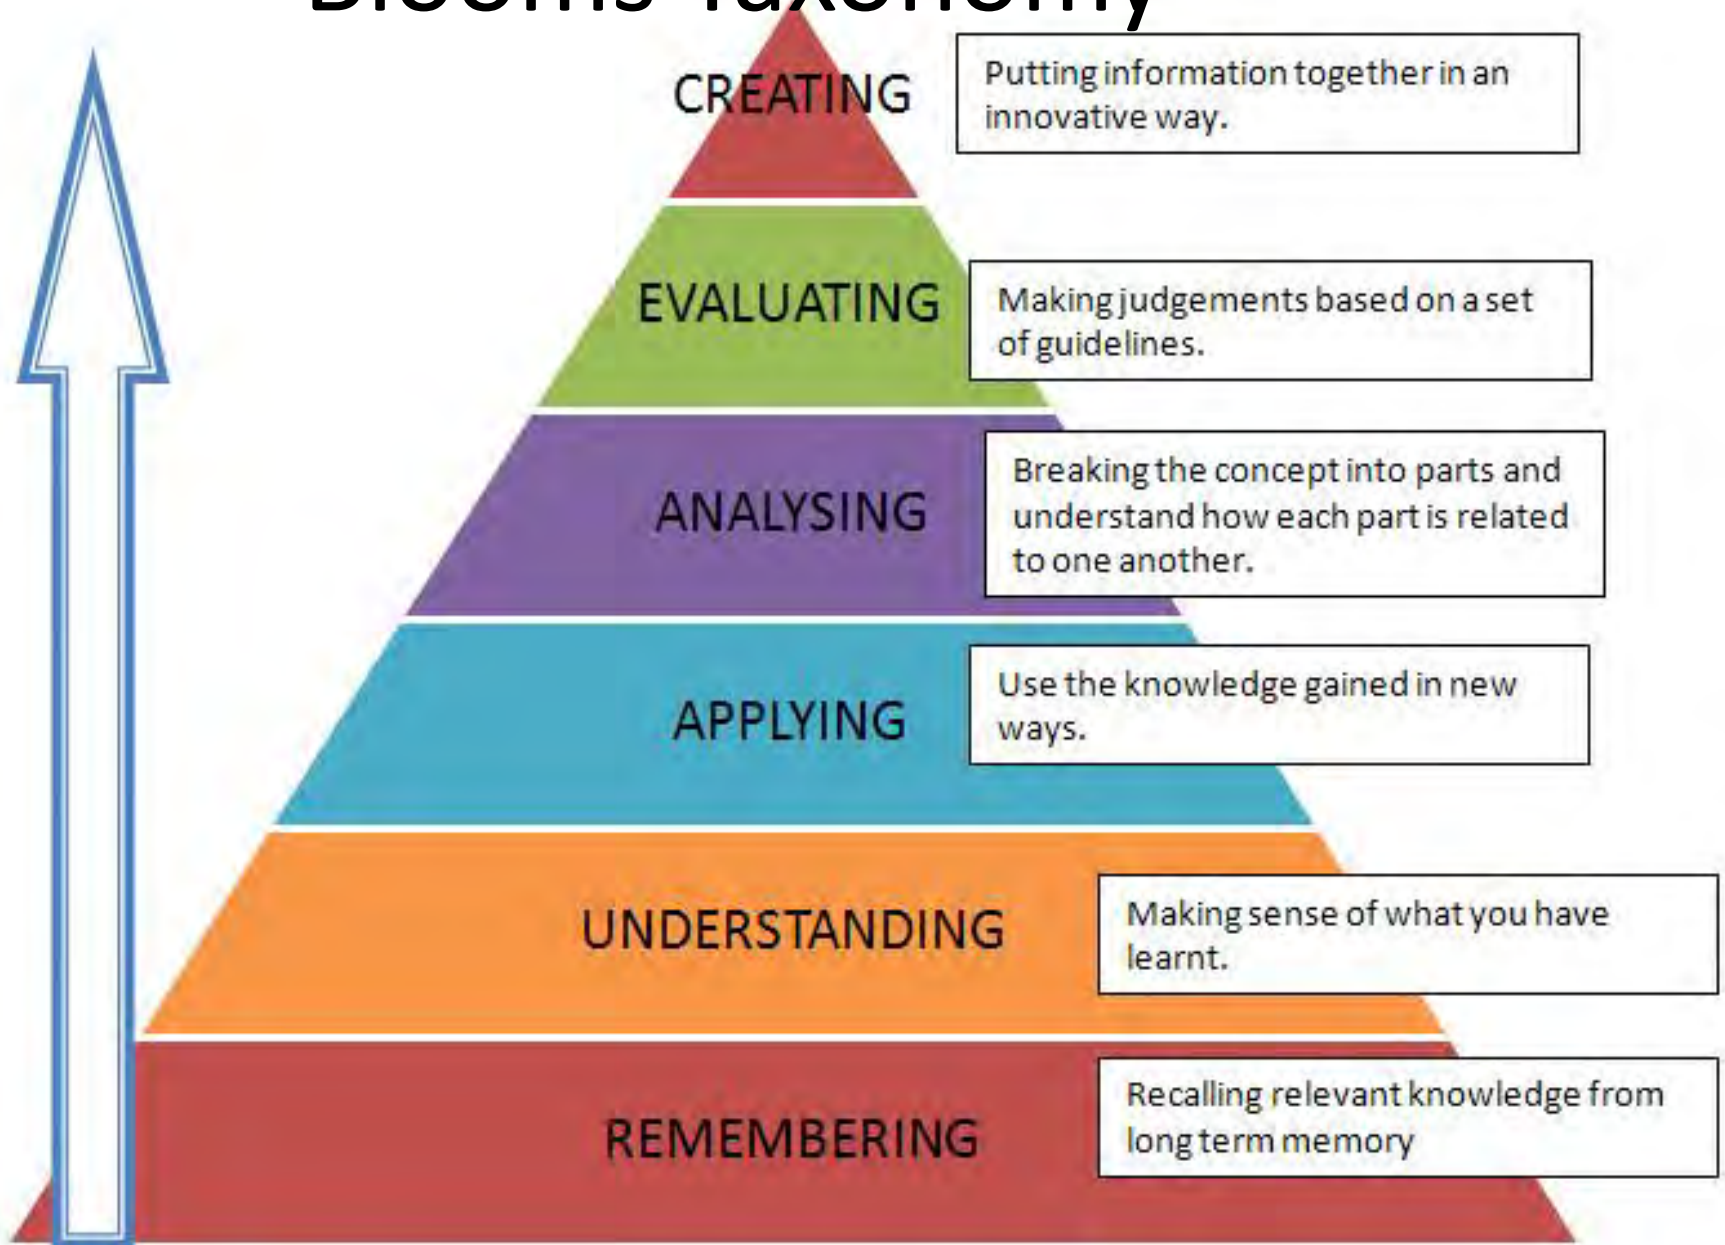 Blooms Taxonomy
CREATING
Putting information together in an
innovative way.
EVALUATING
Making judgements based on a set
of guidelines.
ANALYSING
Breaking the concept into parts and
understand how each part is related
to one another.
APPLYING
Use the knowledge gained in new
ways.
UNDERSTANDING
Making sense of what you have
learnt.
REMEMBERING
Recalling relevant knowledge from
long term memory